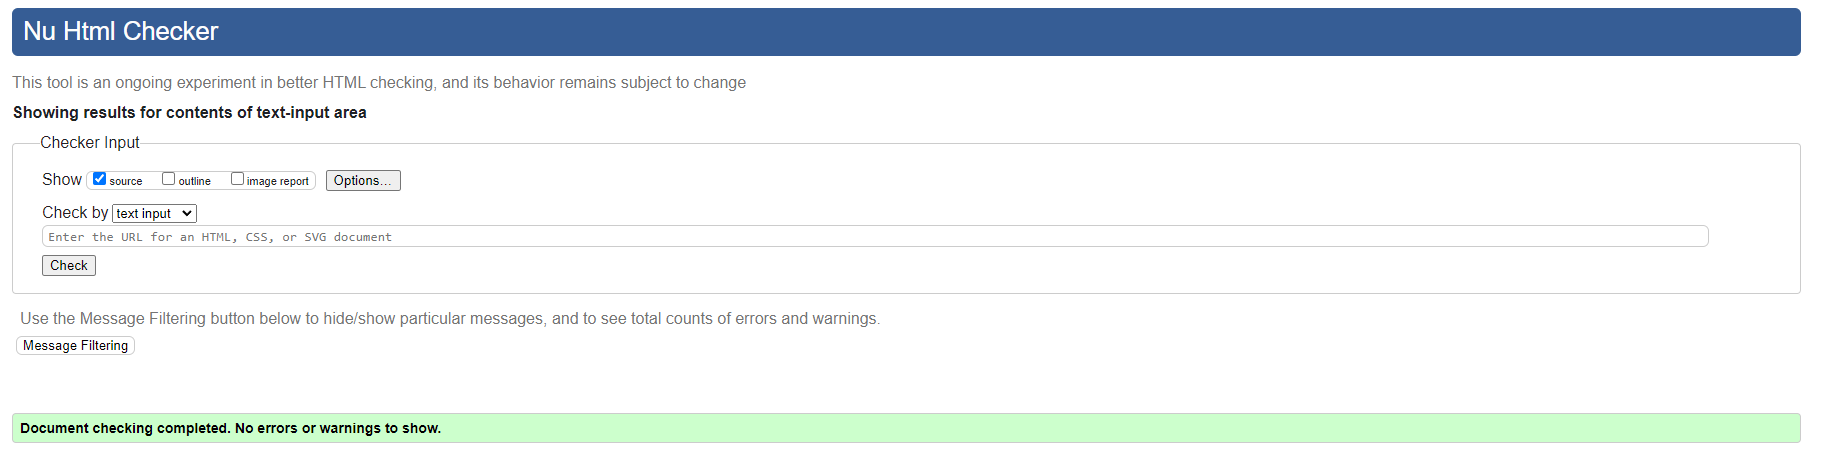 Nu Html Checker
This tool is an ongoing experiment in better HTML checking, and its behavior remains subject to change
Showing results for contents of text-input area
Checker Input
Show source outline image report Options...
Check by text input
Enter the URL for an HTML, CSS, or SVG document
Check
Use the Message Filtering button below to hide/show particular messages, and to see total counts of errors and warnings.
Message Filtering
Document checking completed. No errors or warnings to show.